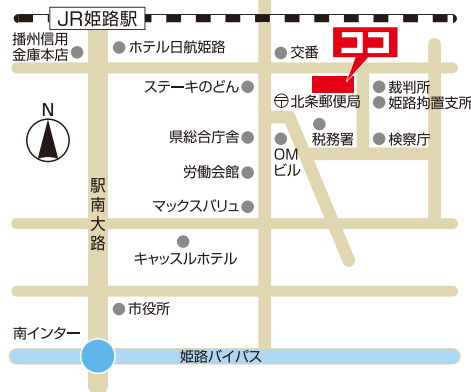 JR姫路駅
ココ
播州信用
金庫本店
ホテル日航姫路
交番
ステーキのどん
裁判所
〒北条郵便局
姫路拘置支所
N
県総合庁舎
税務署
検察庁
OM
ビル
労働会館
駅南大路
マックスバリュ
キャッスルホテル
市役所
南インター
姫路バイパス